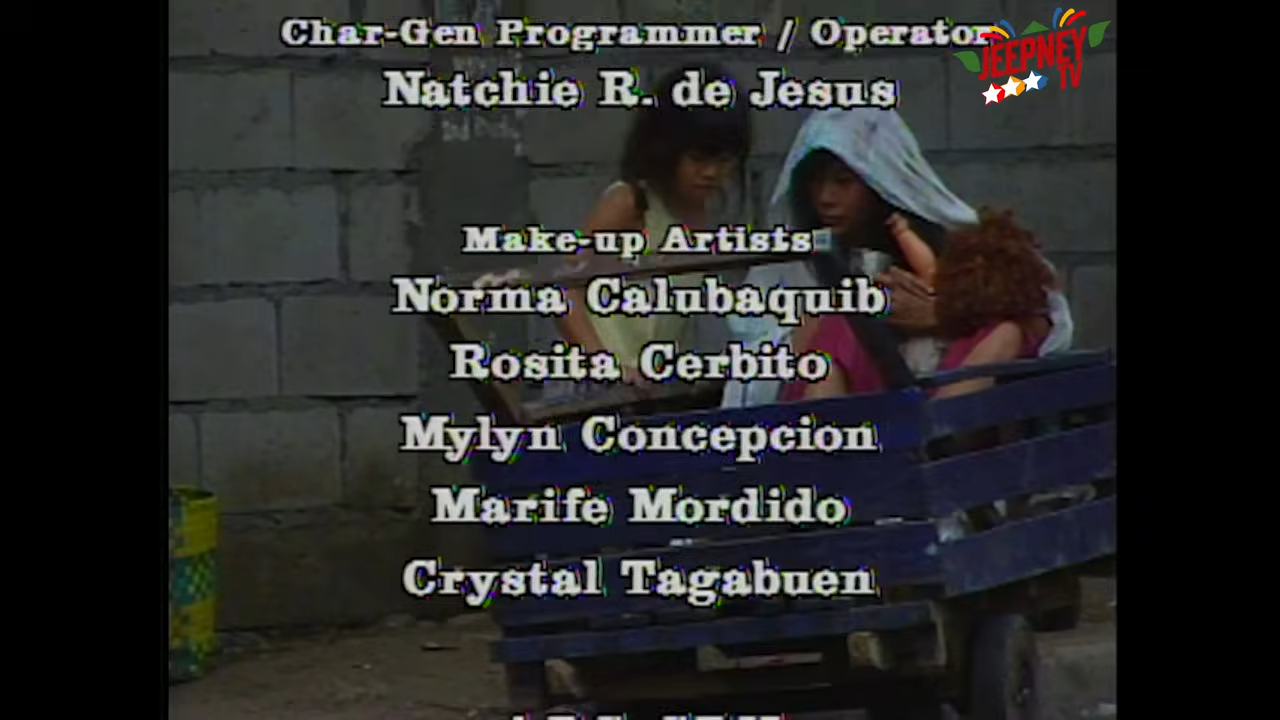 Char-Gen Programmer / Operator
JEEPNEY
TV
Natchie R. de Jesus
Make-up Artists
Norma Calubaquib
Rosita Cerbito
Mylyn Concepcion
Marife Mordido
Crystal Tagabuen